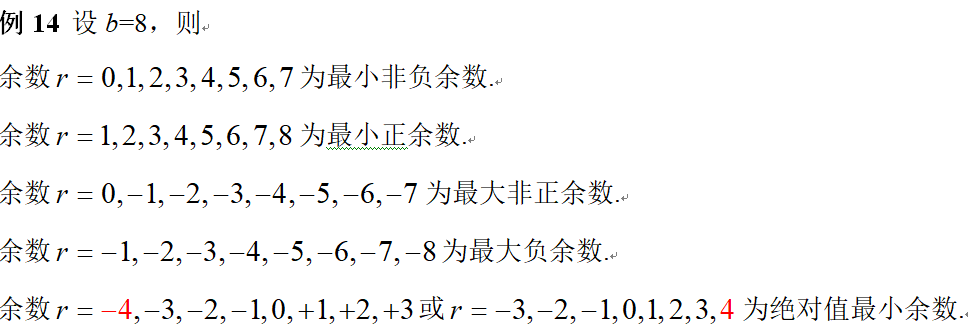 例 14 设 b=8，则
余数 r = 0,1,2,3,4,5,6,7 为最小非负余数.
余数 r = 1,2,3,4,5,6,7,8 为最小正余数.
余数 r = 0,−1,−2,−3,−4,−5,−6,−7 为最大非正余数.
余数 r = −1,−2,−3,−4,−5,−6,−7,−8 为最大负余数.
余数 r = −4,−3,−2,−1,0,+1,+2,+3 或 r = −3,−2,−1,0,1,2,3,4 为绝对值最小余数.